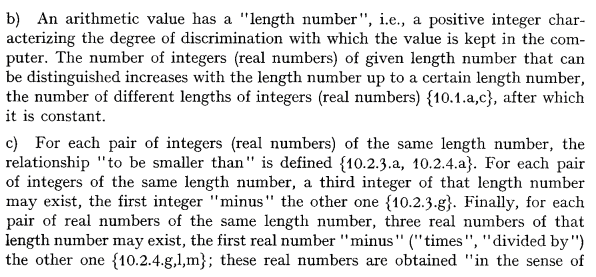 b) An arithmetic value has a "length number", i.e., a positive integer char-
acterizing the degree of discrimination with which the value is kept in the com-
puter. The number of integers (real numbers) of given length number that can
be distinguished increases with the length number up to a certain length number,
the number of different lengths of integers (real numbers) {10.1.a,c}, after which
it is constant.
c) For each pair of integers (real numbers) of the same length number, the
relationship "to be smaller than" is defined {10.2.3.a, 10.2.4.a}. For each pair
of integers of the same length number, a third integer of that length number
may exist, the first integer "minus" the other one {10.2.3.g}. Finally, for each
pair of real numbers of the same length number, three real numbers of that
length number may exist, the first real number "minus" ("times", "divided by")
the other one {10.2.4.g,l,m}; these real numbers are obtained "in the sense of